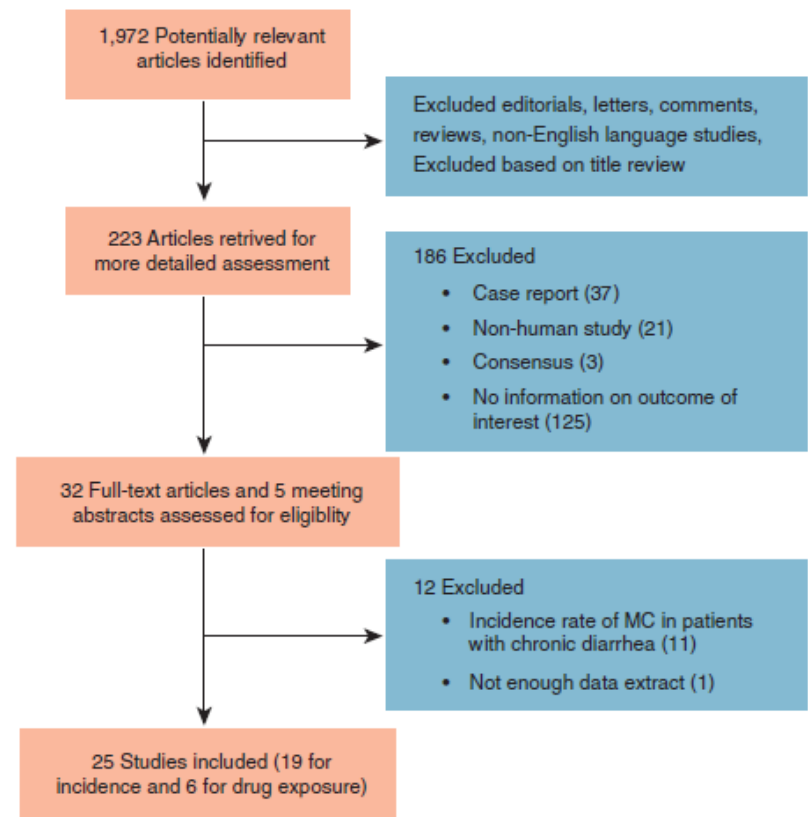 1,972 Potentially relevant
articles identified
Excluded editorials, letters, comments,
reviews, non-English language studies,
Excluded based on title review
223 Articles retrived for
more detailed assessment
186 Excluded
• Case report (37)
• Non-human study (21)
• Consensus (3)
• No information on outcome of
interest (125)
32 Full-text articles and 5 meeting
abstracts assessed for eligiblity
12 Excluded
• Incidence rate of MC in patients
with chronic diarrhea (11)
• Not enough data extract (1)
25 Studies included (19 for
incidence and 6 for drug exposure)